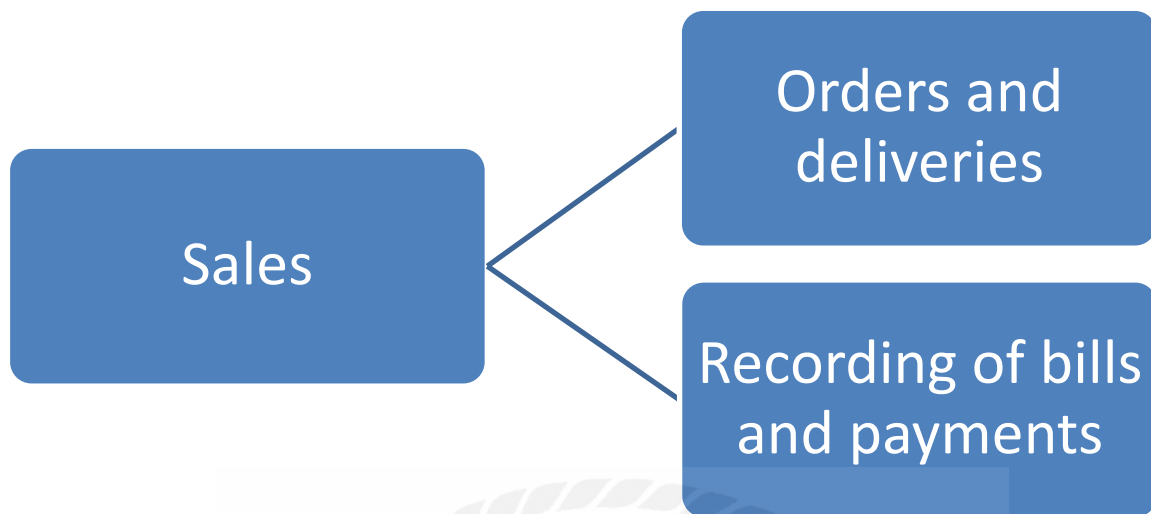 Sales
Orders and
deliveries
Recording of bills
and payments